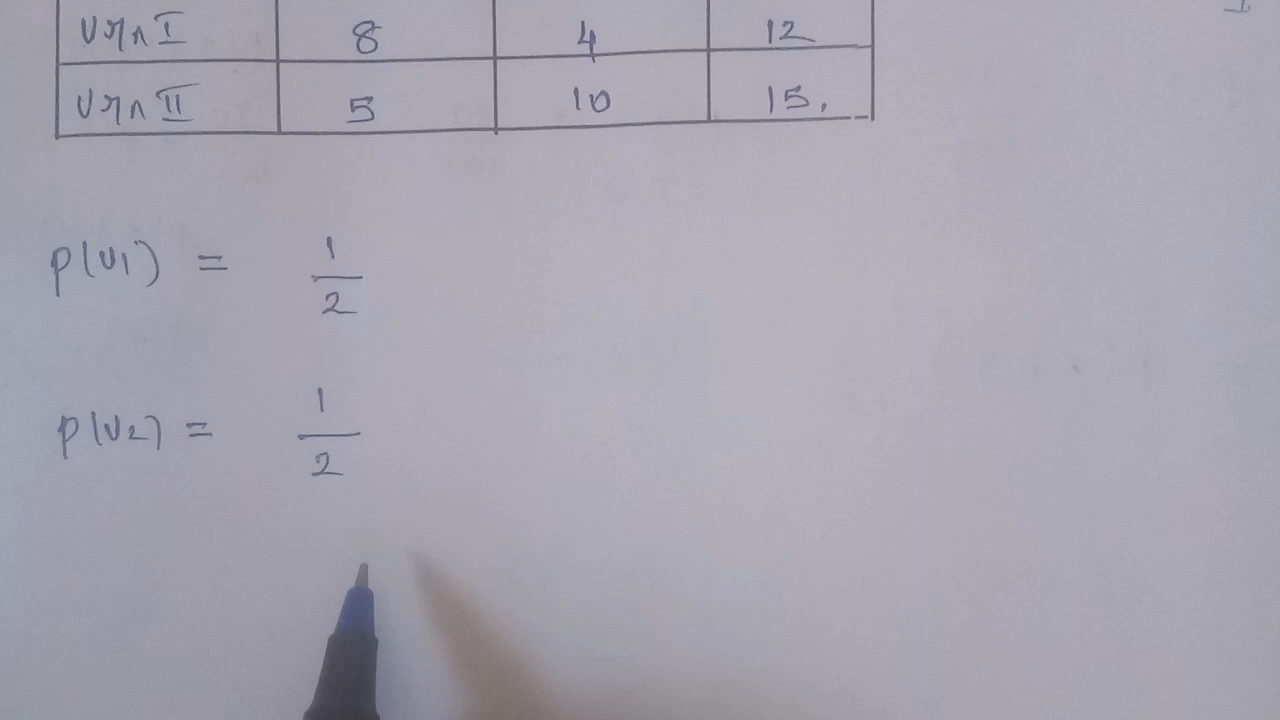 Urn I 8 4 12
Urn II 5 10 15.
P(U1) = 1/2
P(U2) = 1/2